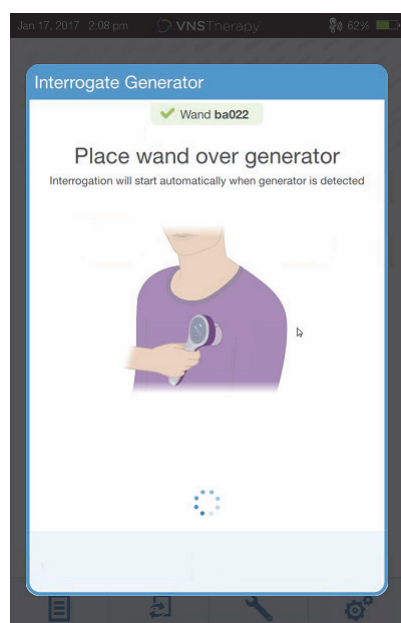 Jan 17, 2017 2:08 pm VNSTherapy 62%
Interrogate Generator
Wand ba022
Place wand over generator
Interrogation will start automatically when generator is detected